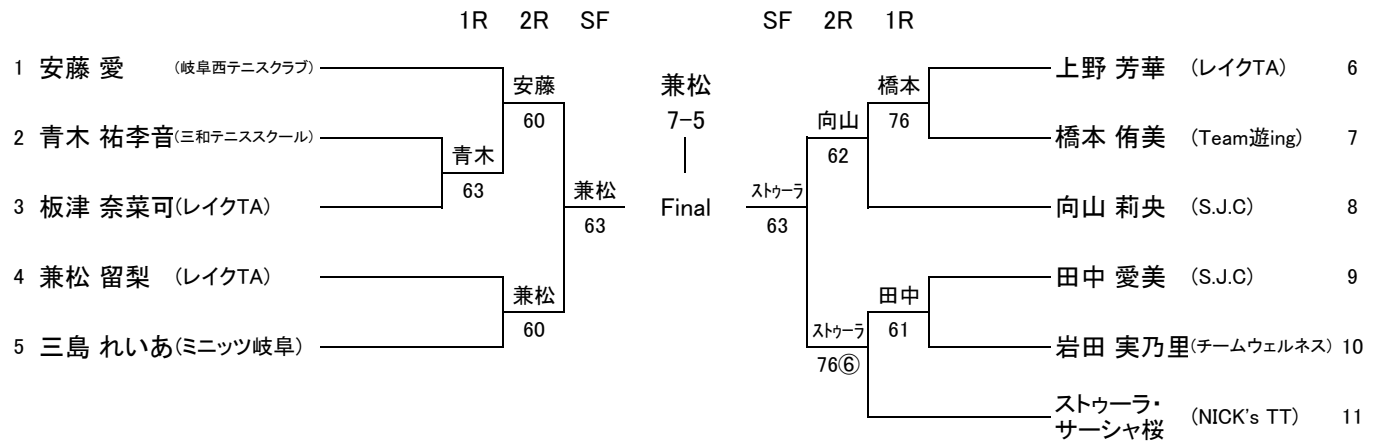 1R 2R SF SF 2R 1R
1 安藤 愛 (岐阜西テニスクラブ) 上野 芳華 (レイクTA) 6
安藤 兼松 橋本
60 7-5 向山 76
2 青木 祐李音(三和テニススクール) 橋本 侑美 (Team遊ing) 7
青木 62
63 兼松 ストゥーラ
3 板津 奈菜可(レイクTA) Final 向山 莉央 (S.J.C) 8
63 63
4 兼松 留梨 (レイクTA) 田中 愛美 (S.J.C) 9
兼松 田中
60 ストゥーラ 61
5 三島 れいあ(ミニッツ岐阜) 岩田 実乃里(チームウェルネス) 10
76⑥
ストゥーラ・
サーシャ桜 (NICK's TT) 11